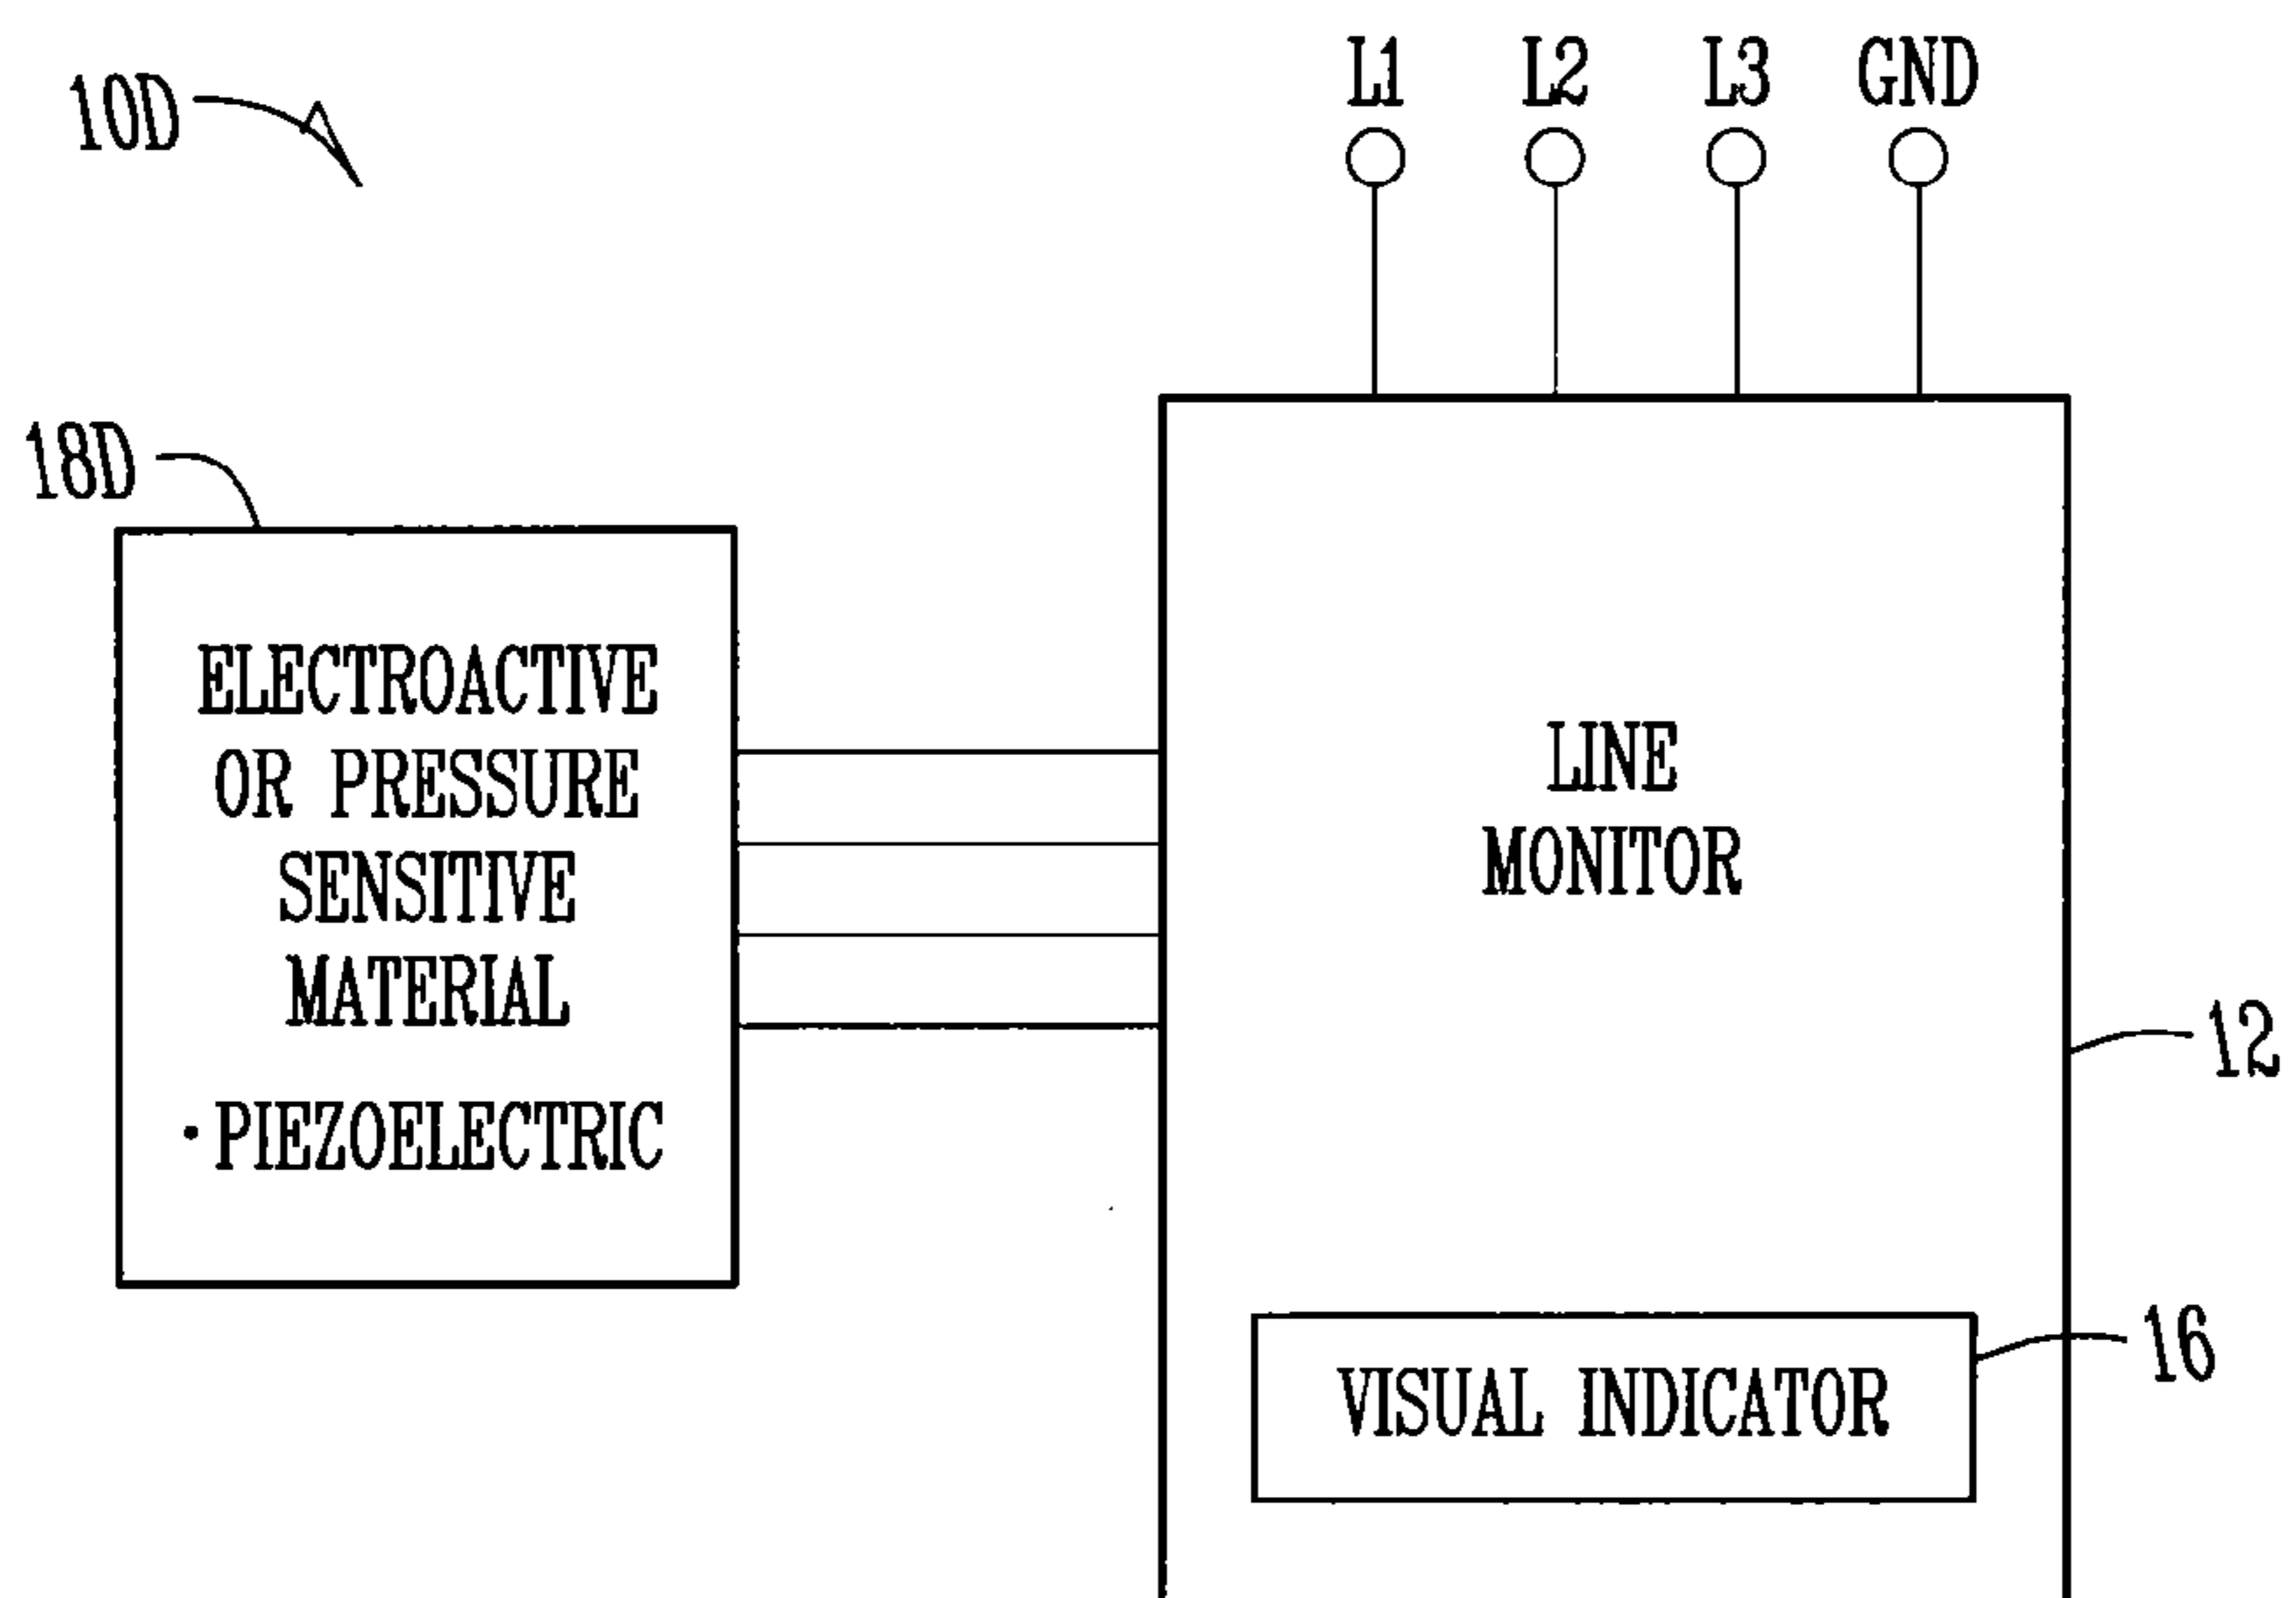 10D
L1 L2 L3 GND
18D
ELECTROACTIVE
OR PRESSURE
SENSITIVE
MATERIAL
• PIEZOELECTRIC
LINE
MONITOR
12
VISUAL INDICATOR
16